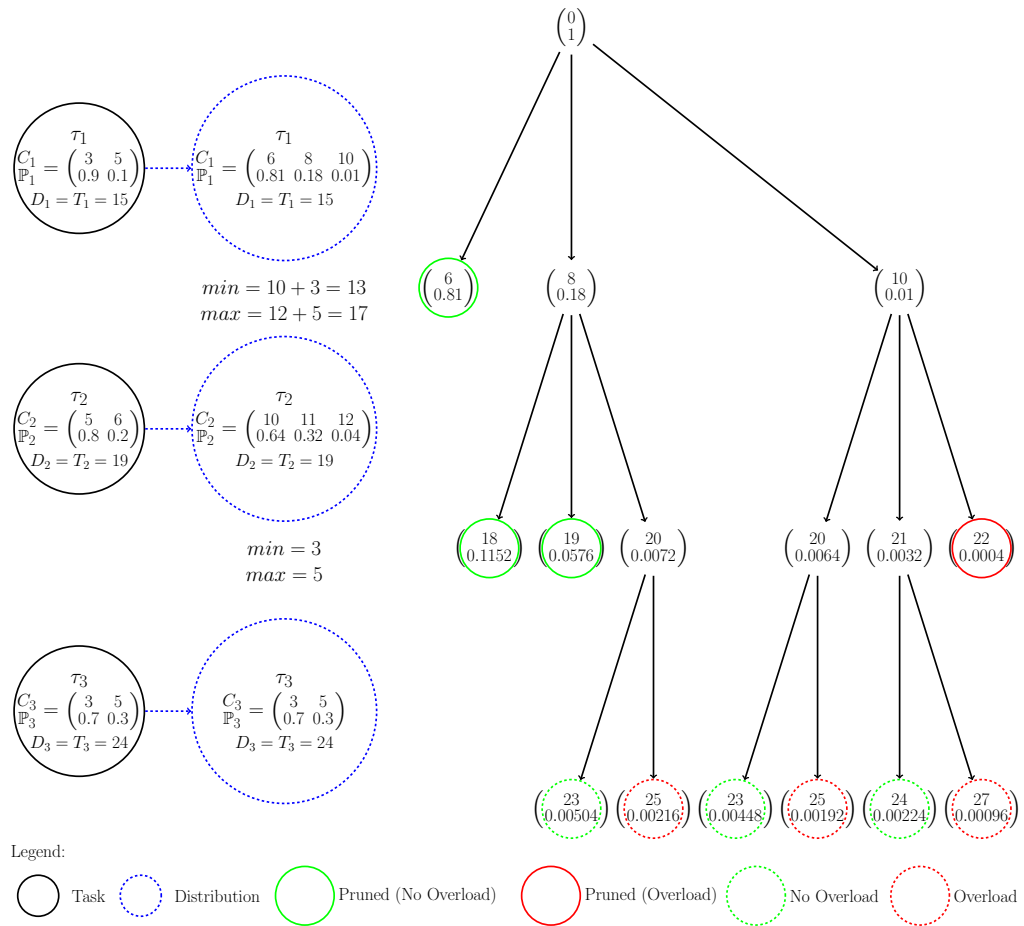 (0
1)
τ1
C1 = (3 5
ℙ1 = 0.9 0.1)
D1 = T1 = 15
τ1
C1 = (6 8 10
ℙ1 = 0.81 0.18 0.01)
D1 = T1 = 15
min = 10 + 3 = 13
max = 12 + 5 = 17
(6
0.81)
(8
0.18)
(10
0.01)
τ2
C2 = (5 6
ℙ2 = 0.8 0.2)
D2 = T2 = 19
τ2
C2 = (10 11 12
ℙ2 = 0.64 0.32 0.04)
D2 = T2 = 19
min = 3
max = 5
(18
0.1152)
(19
0.0576)
(20
0.0072)
(20
0.0064)
(21
0.0032)
(22
0.0004)
τ3
C3 = (3 5
ℙ3 = 0.7 0.3)
D3 = T3 = 24
τ3
C3 = (3 5
ℙ3 = 0.7 0.3)
D3 = T3 = 24
(23
0.00504)
(25
0.00216)
(23
0.00448)
(25
0.00192)
(24
0.00224)
(27
0.00096)
Legend:
Task
Distribution
Pruned (No Overload)
Pruned (Overload)
No Overload
Overload